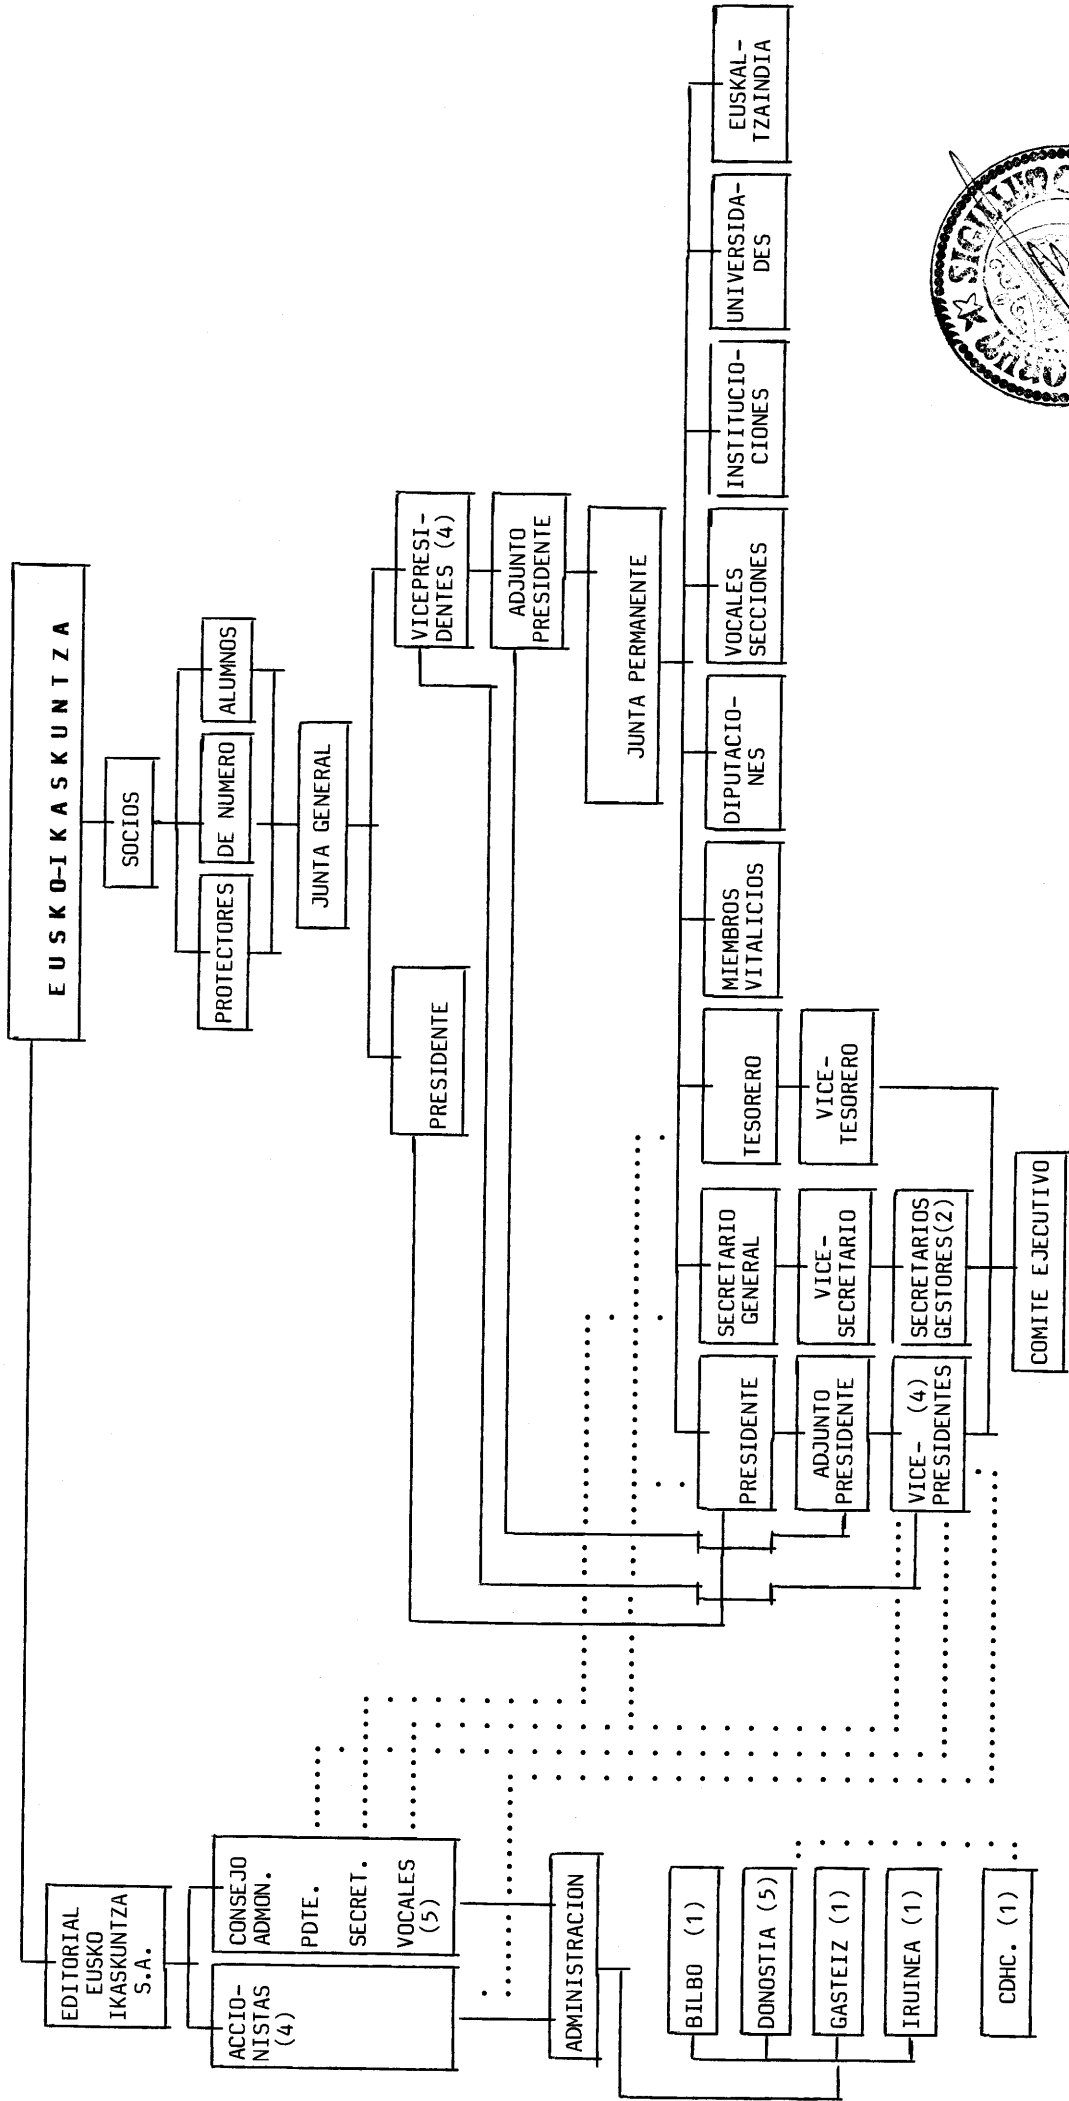 EUSKO-IKASKUNTZA
SOCIOS
PROTECTORES
DE NUMERO
ALUMNOS
JUNTA GENERAL
PRESIDENTE
VICEPRESI-
DENTES (4)
ADJUNTO
PRESIDENTE
JUNTA PERMANENTE
PRESIDENTE
ADJUNTO
PRESIDENTE
VICE- (4)
PRESIDENTES
SECRETARIO
GENERAL
VICE-
SECRETARIO
SECRETARIOS
GESTORES(2)
TESORERO
VICE-
TESORERO
MIEMBROS
VITALICIOS
DIPUTACIO-
NES
VOCALES
SECCIONES
INSTITUCIO-
CIONES
UNIVERSIDA-
DES
EUSKAL-
TZAINDIA
COMITE EJECUTIVO
EDITORIAL
EUSKO
IKASKUNTZA
S.A.
ACCIO-
NISTAS
(4)
CONSEJO
ADMON.
PDTE.
SECRET.
VOCALES
(5)
ADMINISTRACION
BILBO (1)
DONOSTIA (5)
GASTEIZ (1)
IRUINEA (1)
CDHC. (1)
SIGILLUM